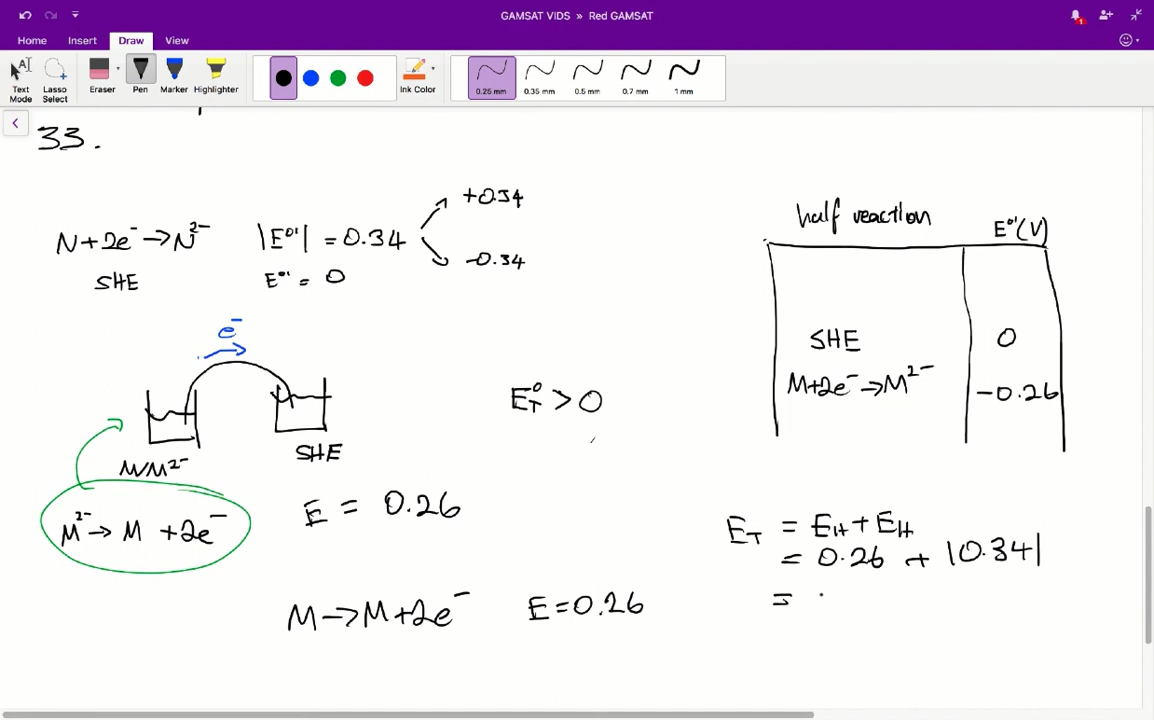 GAMSAT VIDS » Red GAMSAT
1
Home Insert Draw View
Text Mode
Lasso Select
Eraser
Pen
Marker
Highlighter
Ink Color
0.25 mm
0.35 mm
0.5 mm
0.7 mm
1 mm
33.
N + 2e⁻ → N²⁻ |E°'| = 0.34
+0.34
-0.34
SHE E°' = 0
e⁻
M/M²⁻
SHE
M²⁻ → M + 2e⁻
E = 0.26
M → M + 2e⁻ E = 0.26
E°T > 0
half reaction E°'(V)
SHE 0
M+2e⁻ → M²⁻ -0.26
ET = EH + EH
= 0.26 + |0.34|
= .